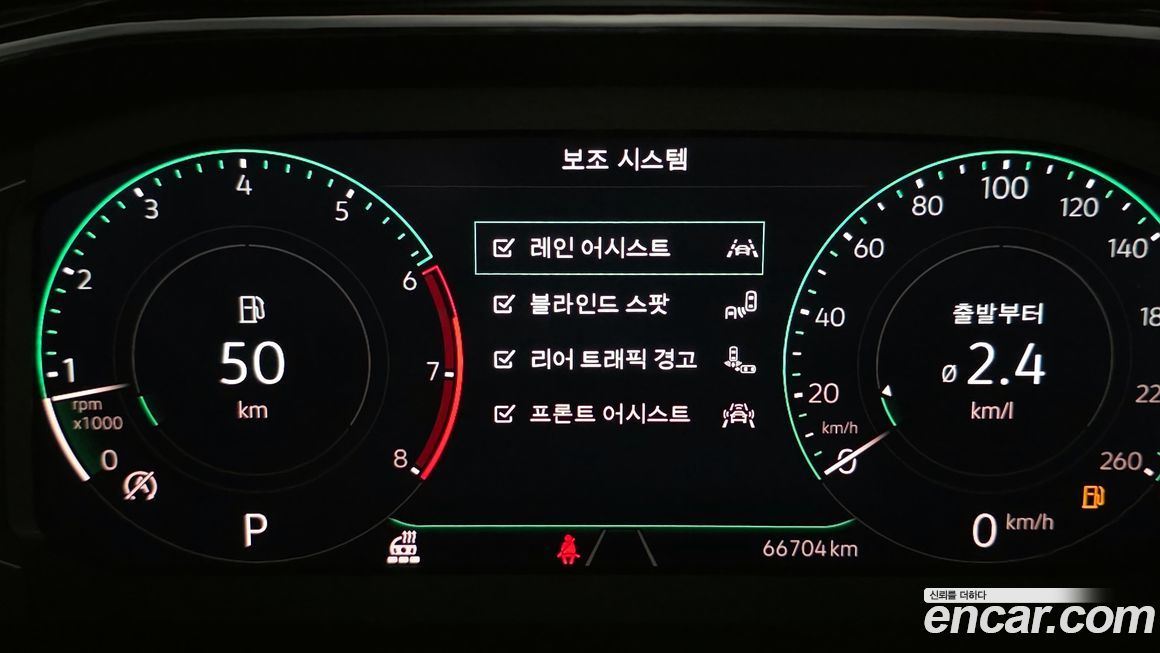 보조 시스템
레인 어시스트
블라인드 스팟
리어 트래픽 경고
프론트 어시스트
0
1
2
3
4
5
6
7
8
rpm
x1000
50
km
P
A
0
20
40
60
80
100
120
140
18
22
260
km/h
출발부터
ø 2.4
km/l
0 km/h
66704 km
신뢰를 더하다
encar.com